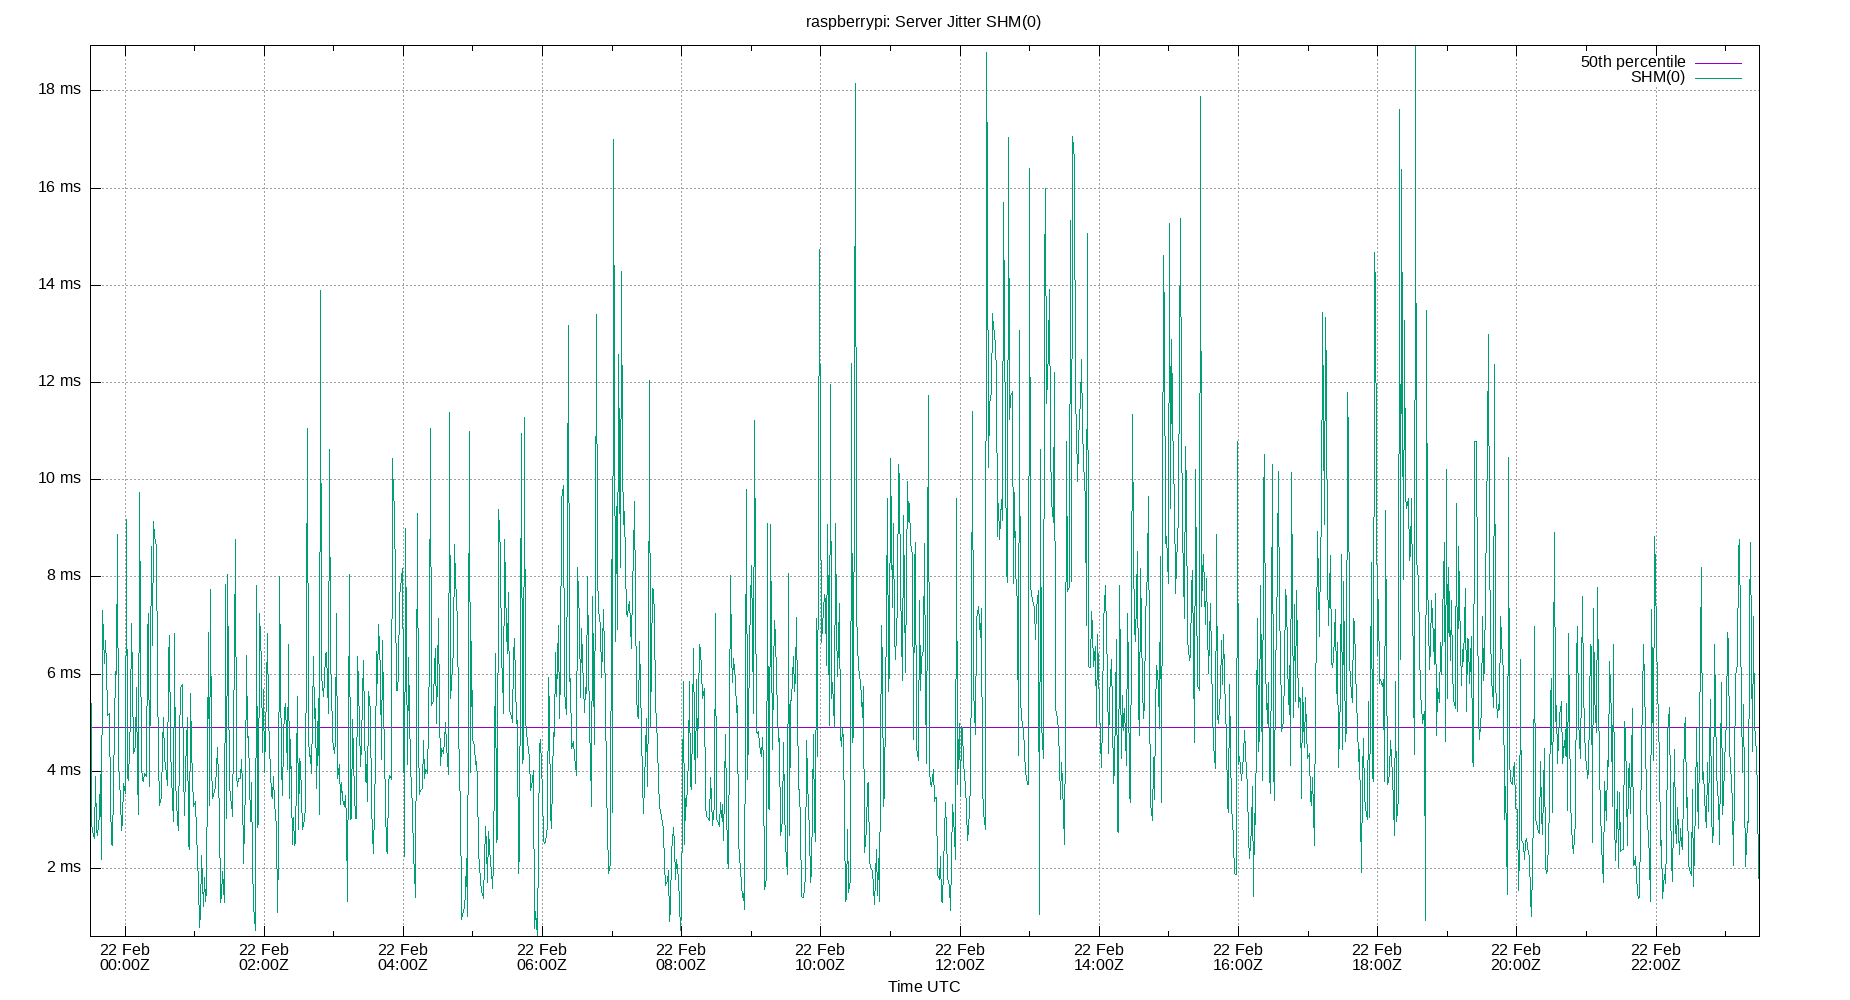 raspberrypi: Server Jitter SHM(0)
50th percentile
SHM(0)
18 ms
16 ms
14 ms
12 ms
10 ms
8 ms
6 ms
4 ms
2 ms
22 Feb 22 Feb 22 Feb 22 Feb 22 Feb 22 Feb 22 Feb 22 Feb 22 Feb 22 Feb 22 Feb 22 Feb
00:00Z 02:00Z 04:00Z 06:00Z 08:00Z 10:00Z 12:00Z 14:00Z 16:00Z 18:00Z 20:00Z 22:00Z
Time UTC